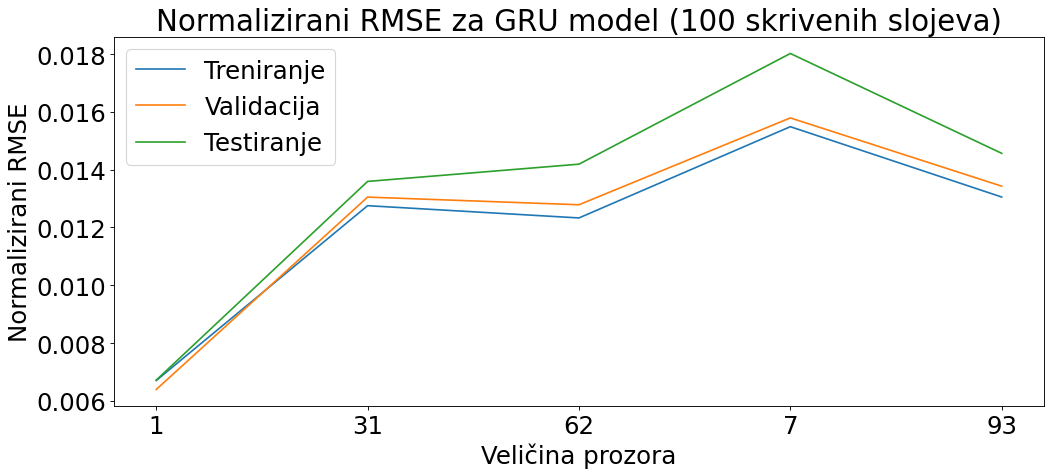 Normalizirani RMSE za GRU model (100 skrivenih slojeva)
Normalizirani RMSE
0.018
0.016
0.014
0.012
0.010
0.008
0.006
Treniranje
Validacija
Testiranje
1 31 62 7 93
Veličina prozora